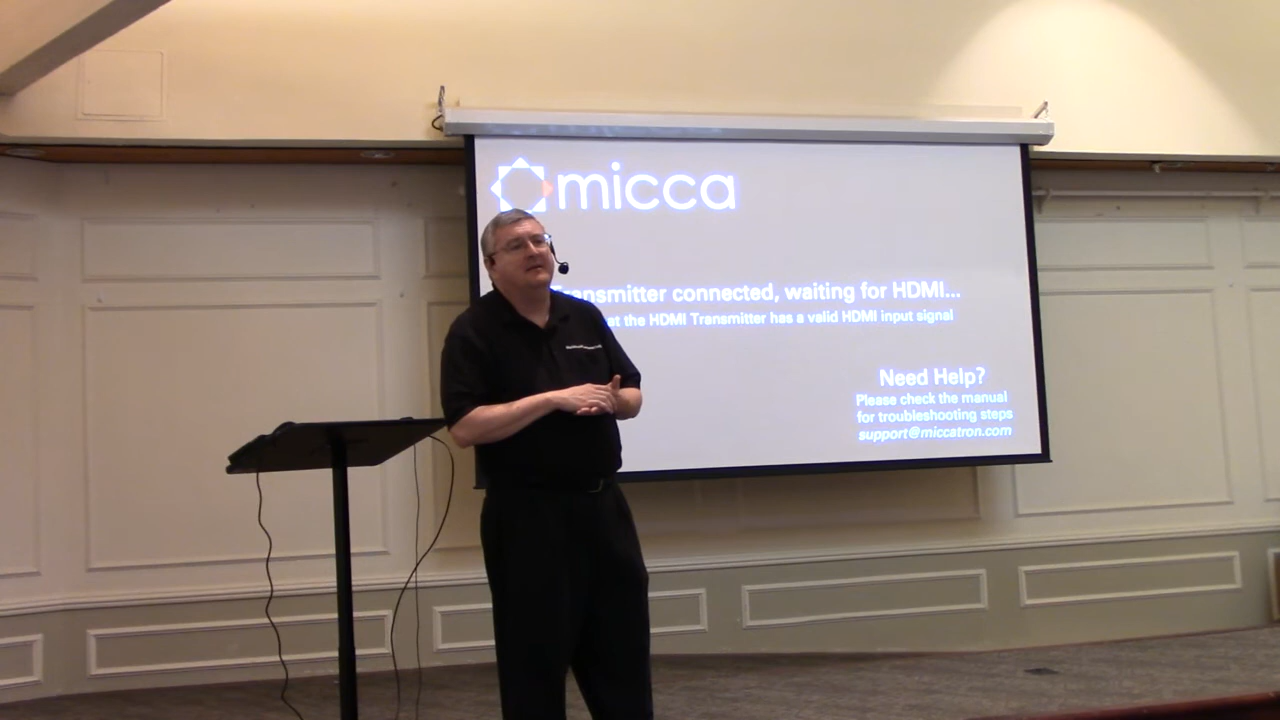 micca
Transmitter connected, waiting for HDMI...
at the HDMI Transmitter has a valid HDMI input signal
Need Help?
Please check the manual
for troubleshooting steps
support@miccatron.com